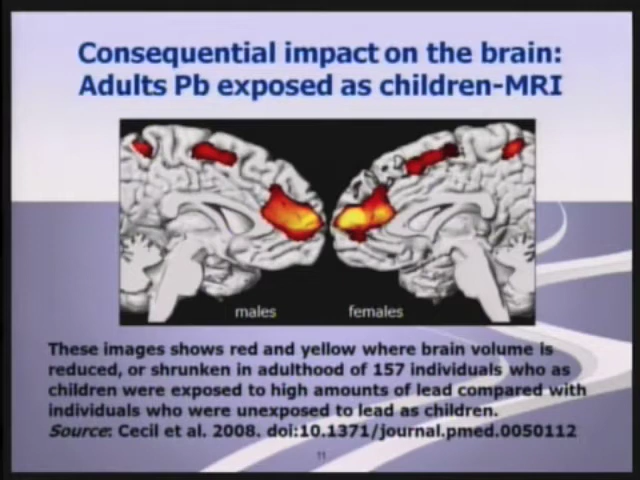 Consequential impact on the brain:
Adults Pb exposed as children-MRI
males females
These images shows red and yellow where brain volume is
reduced, or shrunken in adulthood of 157 individuals who as
children were exposed to high amounts of lead compared with
individuals who were unexposed to lead as children.
Source: Cecil et al. 2008. doi:10.1371/journal.pmed.0050112
11